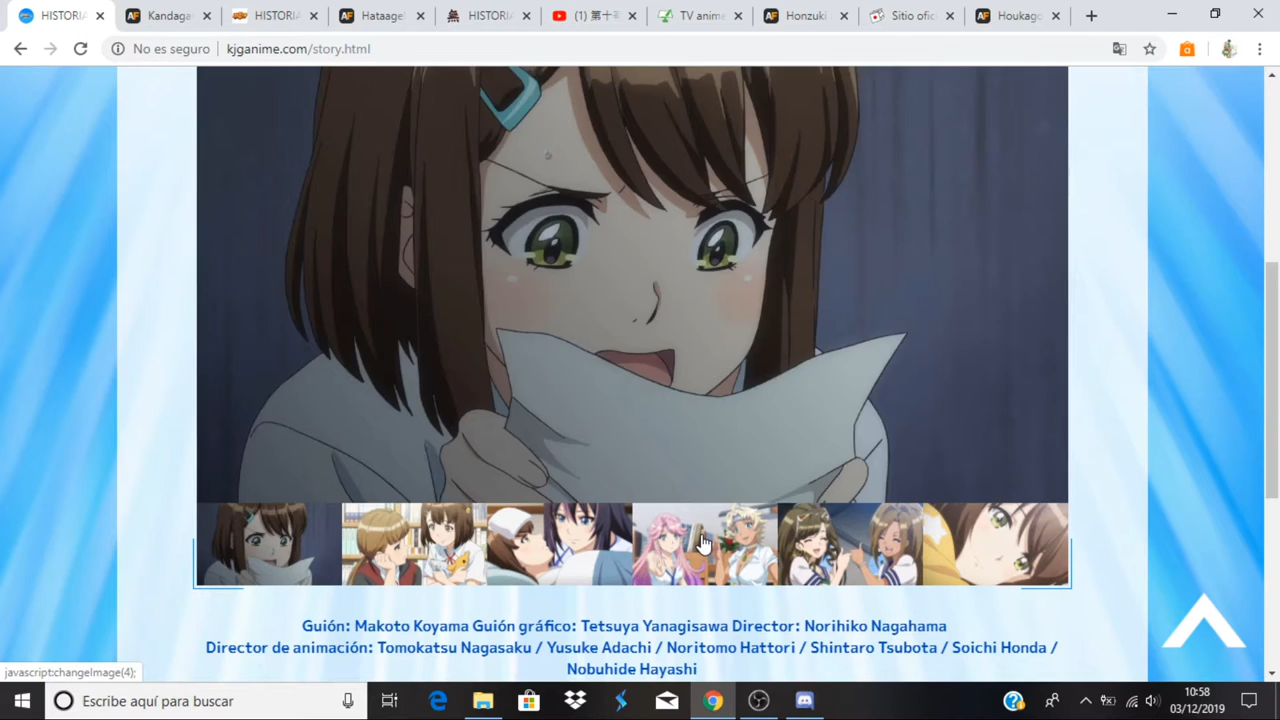 HISTORIA
Kandaga
HISTORIA
Hataage!
HISTORIA
(1) 第十
TV anime
Honzuki
Sitio ofic
Houkago
No es seguro
kjganime.com/story.html
Guión: Makoto Koyama Guión gráfico: Tetsuya Yanagisawa Director: Norihiko Nagahama
Director de animación: Tomokatsu Nagasaku / Yusuke Adachi / Noritomo Hattori / Shintaro Tsubota / Soichi Honda /
Nobuhide Hayashi
javascript:changeImage(4);
Escribe aquí para buscar
10:58
03/12/2019